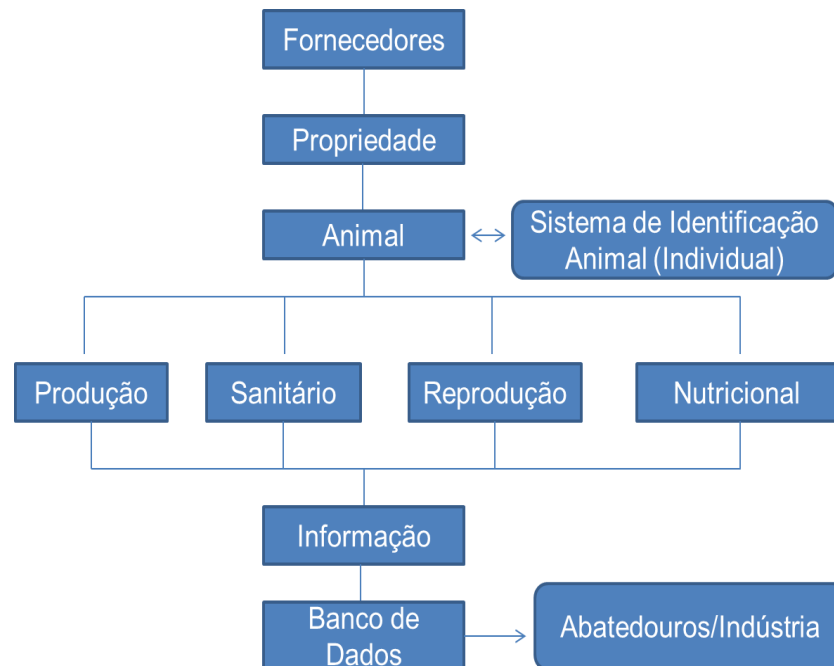 Fornecedores
Propriedade
Animal
Sistema de Identificação
Animal (Individual)
Produção
Sanitário
Reprodução
Nutricional
Informação
Banco de
Dados
Abatedouros/Indústria